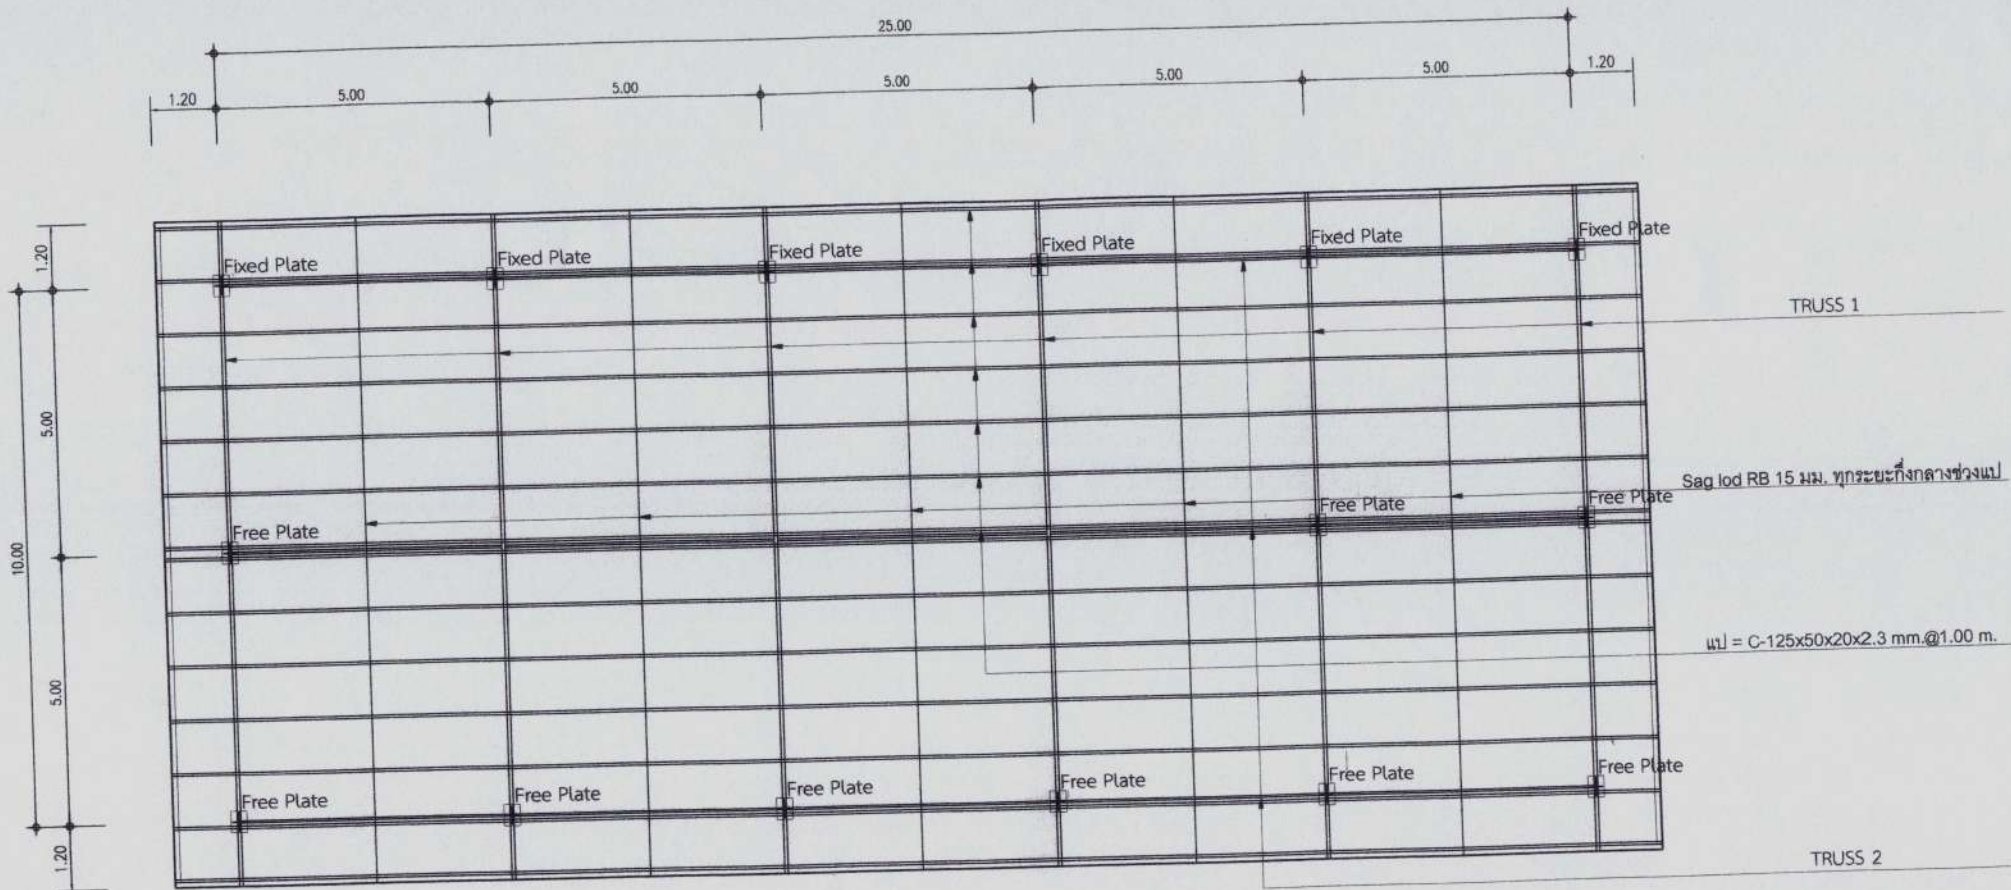 25.00
1.20
5.00
5.00
5.00
5.00
5.00
1.20
1.20
Fixed Plate
Fixed Plate
Fixed Plate
Fixed Plate
Fixed Plate
Fixed Plate
TRUSS 1
5.00
Sag lod RB 15 มม. ทุกระยะกึ่งกลางช่วงแป
Free Plate
Free Plate
Free Plate
10.00
แป = C-125x50x20x2.3 mm.@1.00 m.
5.00
Free Plate
Free Plate
Free Plate
Free Plate
Free Plate
Free Plate
1.20
TRUSS 2